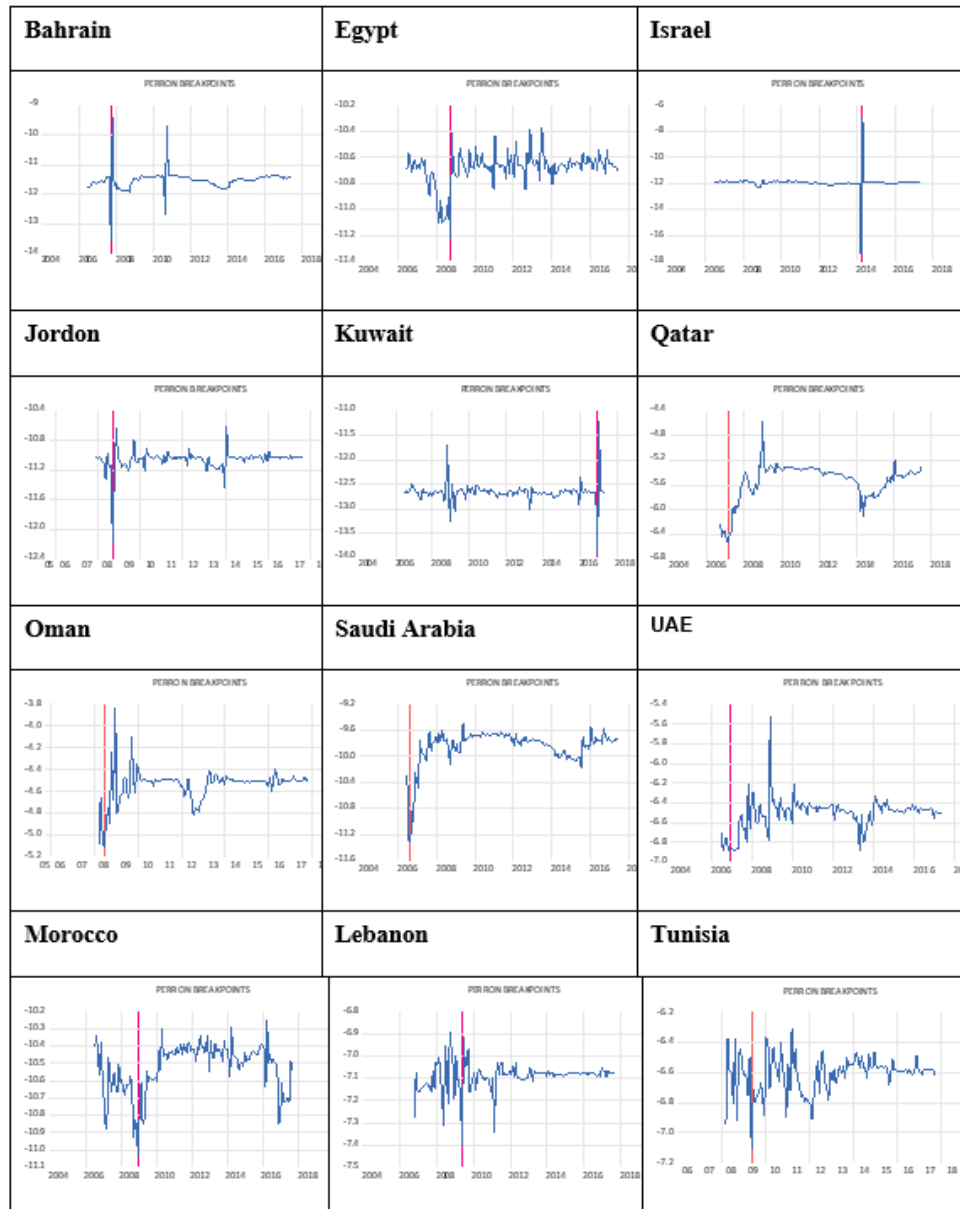 Bahrain
Egypt
Israel
PERRON BREAKPOINTS
-9
-10
-11
-12
-13
-14
2004 2006 2008 2010 2012 2014 2016 2018
PERRON BREAKPOINTS
-10.2
-10.4
-10.6
-10.8
-11.0
-11.2
-11.4
2004 2006 2008 2010 2012 2014 2016
PERRON BREAKPOINTS
-6
-8
-10
-12
-14
-16
-18
2004 2006 2008 2010 2012 2014 2016 2018
Jordon
Kuwait
Qatar
PERRON BREAKPOINTS
-10.4
-10.8
-11.2
-11.6
-12.0
-12.4
06 07 08 09 10 11 12 13 14 15 16 17
PERRON BREAKPOINTS
-11.0
-12.0
-12.5
-13.0
-13.5
-14.0
2004 2006 2008 2010 2012 2014 2016 2018
PERRON BREAKPOINTS
-4.4
-4.8
-5.2
-5.6
-6.0
-6.4
-6.8
2004 2006 2008 2010 2012 2014 2016 2018
Oman
Saudi Arabia
UAE
PERRON BREAKPOINTS
-3.8
-4.0
-4.2
-4.4
-4.8
-5.0
-5.2
05 06 07 08 09 10 11 12 13 14 15 16 17
PERRON BREAKPOINTS
-9.2
-9.6
-10.0
-10.4
-10.8
-11.2
-11.6
2004 2006 2008 2010 2012 2014 2016 2
PERRON BREAKPOINTS
-5.4
-5.6
-5.8
-6.0
-6.4
-6.6
-6.8
-7.0
2004 2006 2008 2010 2012 2014 2016 2
Morocco
Lebanon
Tunisia
PERRON BREAKPOINTS
-10.2
-10.3
-10.4
-10.5
-10.6
-10.7
-10.8
-10.9
-11.0
-11.1
2004 2006 2008 2010 2012 2014 2016 2018
PERRON BREAKPOINTS
-6.8
-6.9
-7.0
-7.1
-7.2
-7.3
-7.4
-7.5
2004 2006 2008 2010 2012 2014 2016 2018
PERRON BREAKPOINTS
-6.2
-6.4
-6.6
-6.8
-7.0
-7.2
06 07 08 09 10 11 12 13 14 15 16 17 18